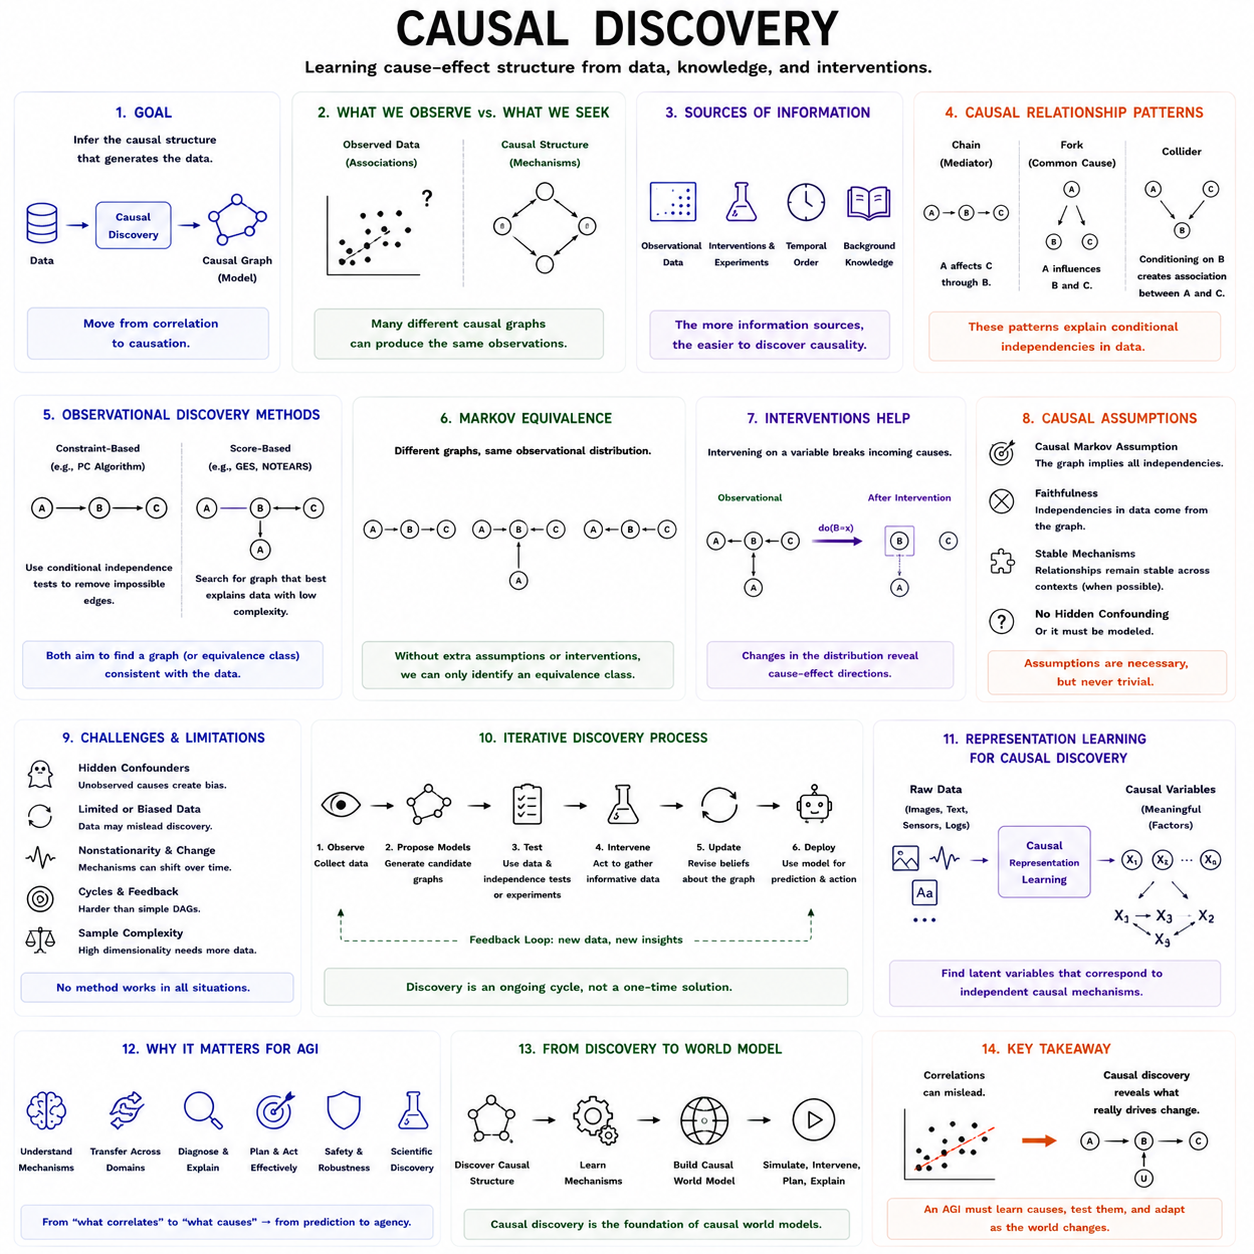 CAUSAL DISCOVERY
Learning cause-effect structure from data, knowledge, and interventions.
1. GOAL
Infer the causal structure
that generates the data.
Causal
Discovery
Data
Causal Graph
(Model)
Move from correlation
to causation.
2. WHAT WE OBSERVE vs. WHAT WE SEEK
Observed Data
(Associations)
?
Causal Structure
(Mechanisms)
Many different causal graphs
can produce the same observations.
3. SOURCES OF INFORMATION
Observational
Data
Interventions &
Experiments
Temporal
Order
Background
Knowledge
The more information sources,
the easier to discover causality.
4. CAUSAL RELATIONSHIP PATTERNS
Chain
(Mediator)
A B C
A affects C
through B.
Fork
(Common Cause)
A
B C
A influences
B and C.
Collider
A C
B
Conditioning on B
creates association
between A and C.
These patterns explain conditional
independencies in data.
5. OBSERVATIONAL DISCOVERY METHODS
Constraint-Based
(e.g., PC Algorithm)
A B C
Use conditional independence
tests to remove impossible
edges.
Score-Based
(e.g., GES, NOTEARS)
A B C
A
Search for graph that best
explains data with low
complexity.
Both aim to find a graph (or equivalence class)
consistent with the data.
6. MARKOV EQUIVALENCE
Different graphs, same observational distribution.
A B C
A B C
A
A B C
Without extra assumptions or interventions,
we can only identify an equivalence class.
7. INTERVENTIONS HELP
Intervening on a variable breaks incoming causes.
Observational
A B C
A
do(B=x)
After Intervention
B C
A
Changes in the distribution reveal
cause-effect directions.
8. CAUSAL ASSUMPTIONS
Causal Markov Assumption
The graph implies all independencies.
Faithfulness
Independencies in data come from
the graph.
Stable Mechanisms
Relationships remain stable across
contexts (when possible).
?
No Hidden Confounding
Or it must be modeled.
Assumptions are necessary,
but never trivial.
9. CHALLENGES & LIMITATIONS
Hidden Confounders
Unobserved causes create bias.
Limited or Biased Data
Data may mislead discovery.
Nonstationarity & Change
Mechanisms can shift over time.
Cycles & Feedback
Harder than simple DAGs.
Sample Complexity
High dimensionality needs more data.
No method works in all situations.
10. ITERATIVE DISCOVERY PROCESS
1. Observe
Collect data
2. Propose Models
Generate candidate
graphs
3. Test
Use data &
independence tests
or experiments
4. Intervene
Act to gather
informative data
5. Update
Revise beliefs
about the graph
6. Deploy
Use model for
prediction & action
Feedback Loop: new data, new insights
Discovery is an ongoing cycle, not a one-time solution.
11. REPRESENTATION LEARNING
FOR CAUSAL DISCOVERY
Raw Data
(Images, Text,
Sensors, Logs)
Aa
...
Causal
Representation
Learning
Causal Variables
(Meaningful
(Factors)
X₁ X₂ ... Xₙ
X₁ X₃ X₂
X₃
Find latent variables that correspond to
independent causal mechanisms.
12. WHY IT MATTERS FOR AGI
Understand
Mechanisms
Transfer Across
Domains
Diagnose &
Explain
Plan & Act
Effectively
Safety &
Robustness
Scientific
Discovery
From “what correlates” to “what causes” → from prediction to agency.
13. FROM DISCOVERY TO WORLD MODEL
Discover Causal
Structure
Learn
Mechanisms
Build Causal
World Model
Simulate, Intervene,
Plan, Explain
Causal discovery is the foundation of causal world models.
14. KEY TAKEAWAY
Correlations
can mislead.
Causal discovery
reveals what
really drives change.
A B C
U
An AGI must learn causes, test them, and adapt
as the world changes.